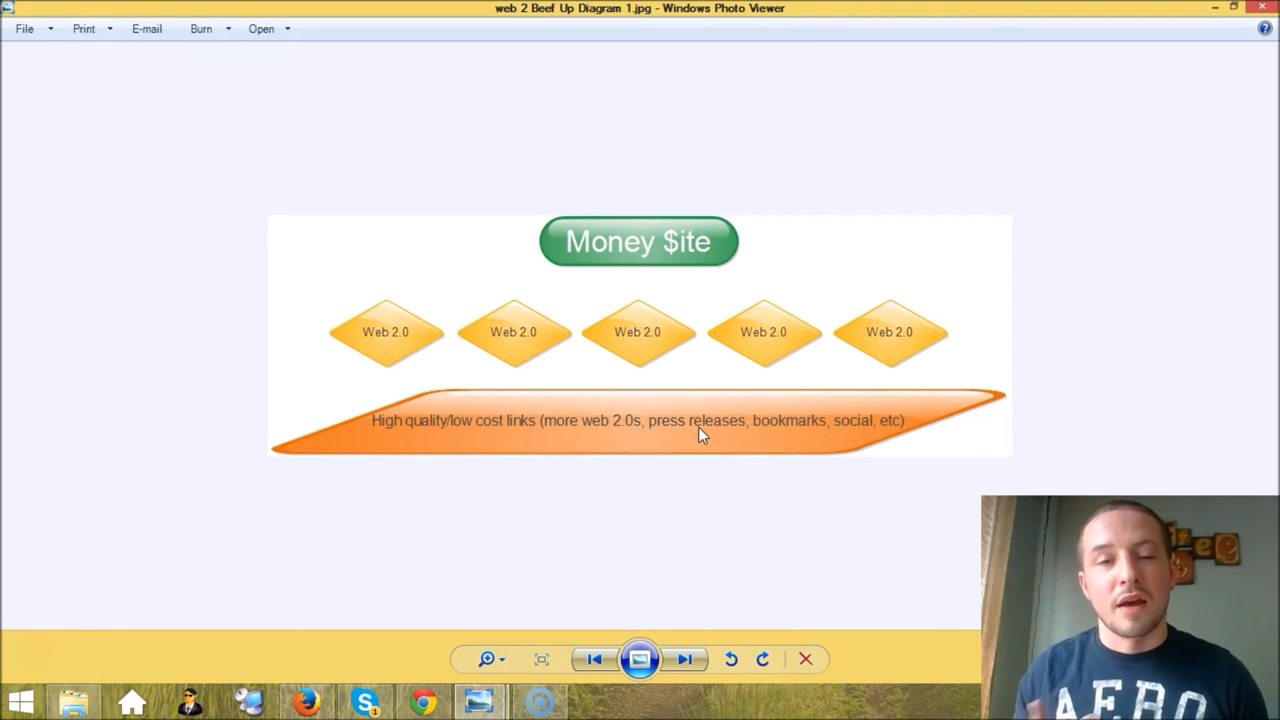 web 2 Beef Up Diagram 1.jpg - Windows Photo Viewer
File Print E-mail Burn Open
Money $ite
Web 2.0 Web 2.0 Web 2.0 Web 2.0 Web 2.0
High quality/low cost links (more web 2.0s, press releases, bookmarks, social, etc)
AERO